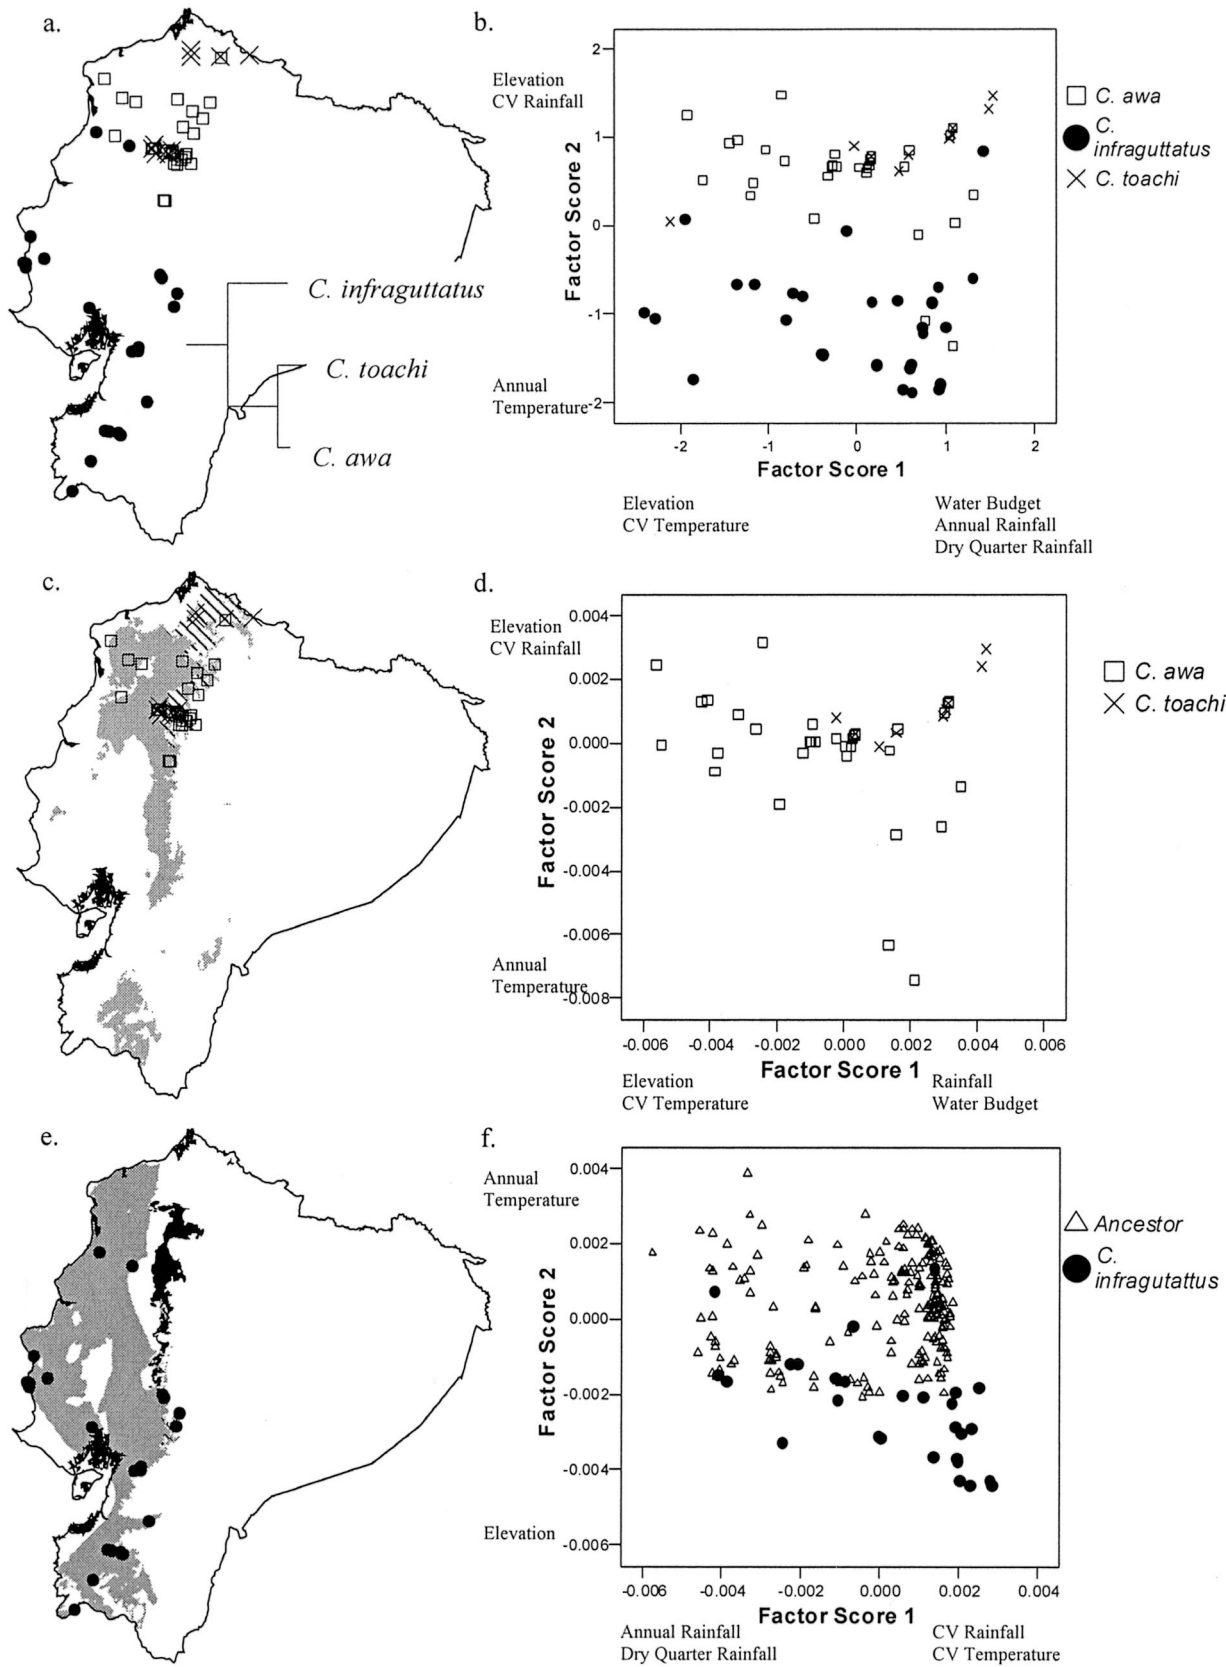 a.
C. infraguttatus
C. toachi
C. awa
b.
Elevation
CV Rainfall
Annual
Temperature
Factor Score 2
2
1
0
-1
-2
-2
-1
0
1
2
Factor Score 1
Elevation
CV Temperature
Water Budget
Annual Rainfall
Dry Quarter Rainfall
C. awa
C.
infraguttatus
C. toachi
c.
d.
Elevation
CV Rainfall
Annual
Temperature
Factor Score 2
0.004
0.002
0.000
-0.002
-0.004
-0.006
-0.008
-0.006
-0.004
-0.002
0.000
0.002
0.004
0.006
Factor Score 1
Elevation
CV Temperature
Rainfall
Water Budget
C. awa
C. toachi
e.
f.
Annual
Temperature
Elevation
Factor Score 2
0.004
0.002
0.000
-0.002
-0.004
-0.006
-0.006
-0.004
-0.002
0.000
0.002
0.004
Factor Score 1
Annual Rainfall
Dry Quarter Rainfall
CV Rainfall
CV Temperature
Ancestor
C.
infragutattus